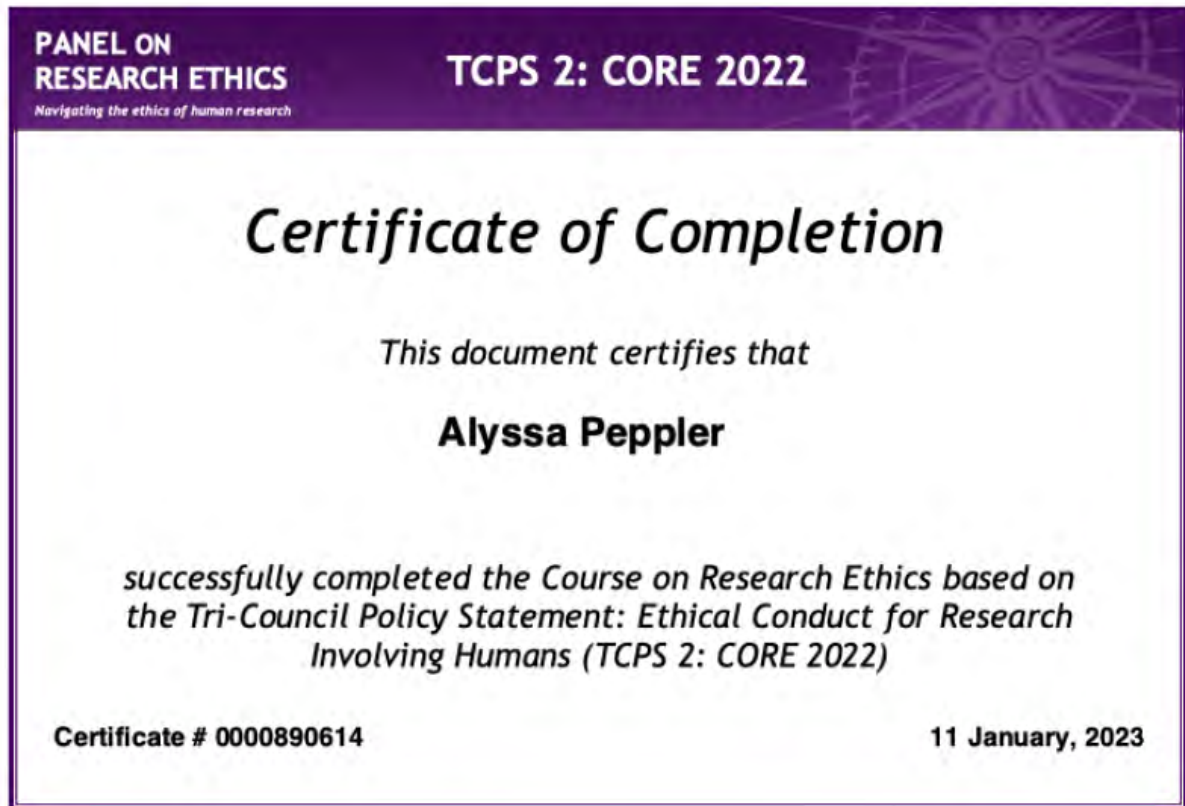 PANEL ON
RESEARCH ETHICS
Navigating the ethics of human research
TCPS 2: CORE 2022
Certificate of Completion
This document certifies that
Alyssa Peppler
successfully completed the Course on Research Ethics based on
the Tri-Council Policy Statement: Ethical Conduct for Research
Involving Humans (TCPS 2: CORE 2022)
Certificate # 0000890614
11 January, 2023